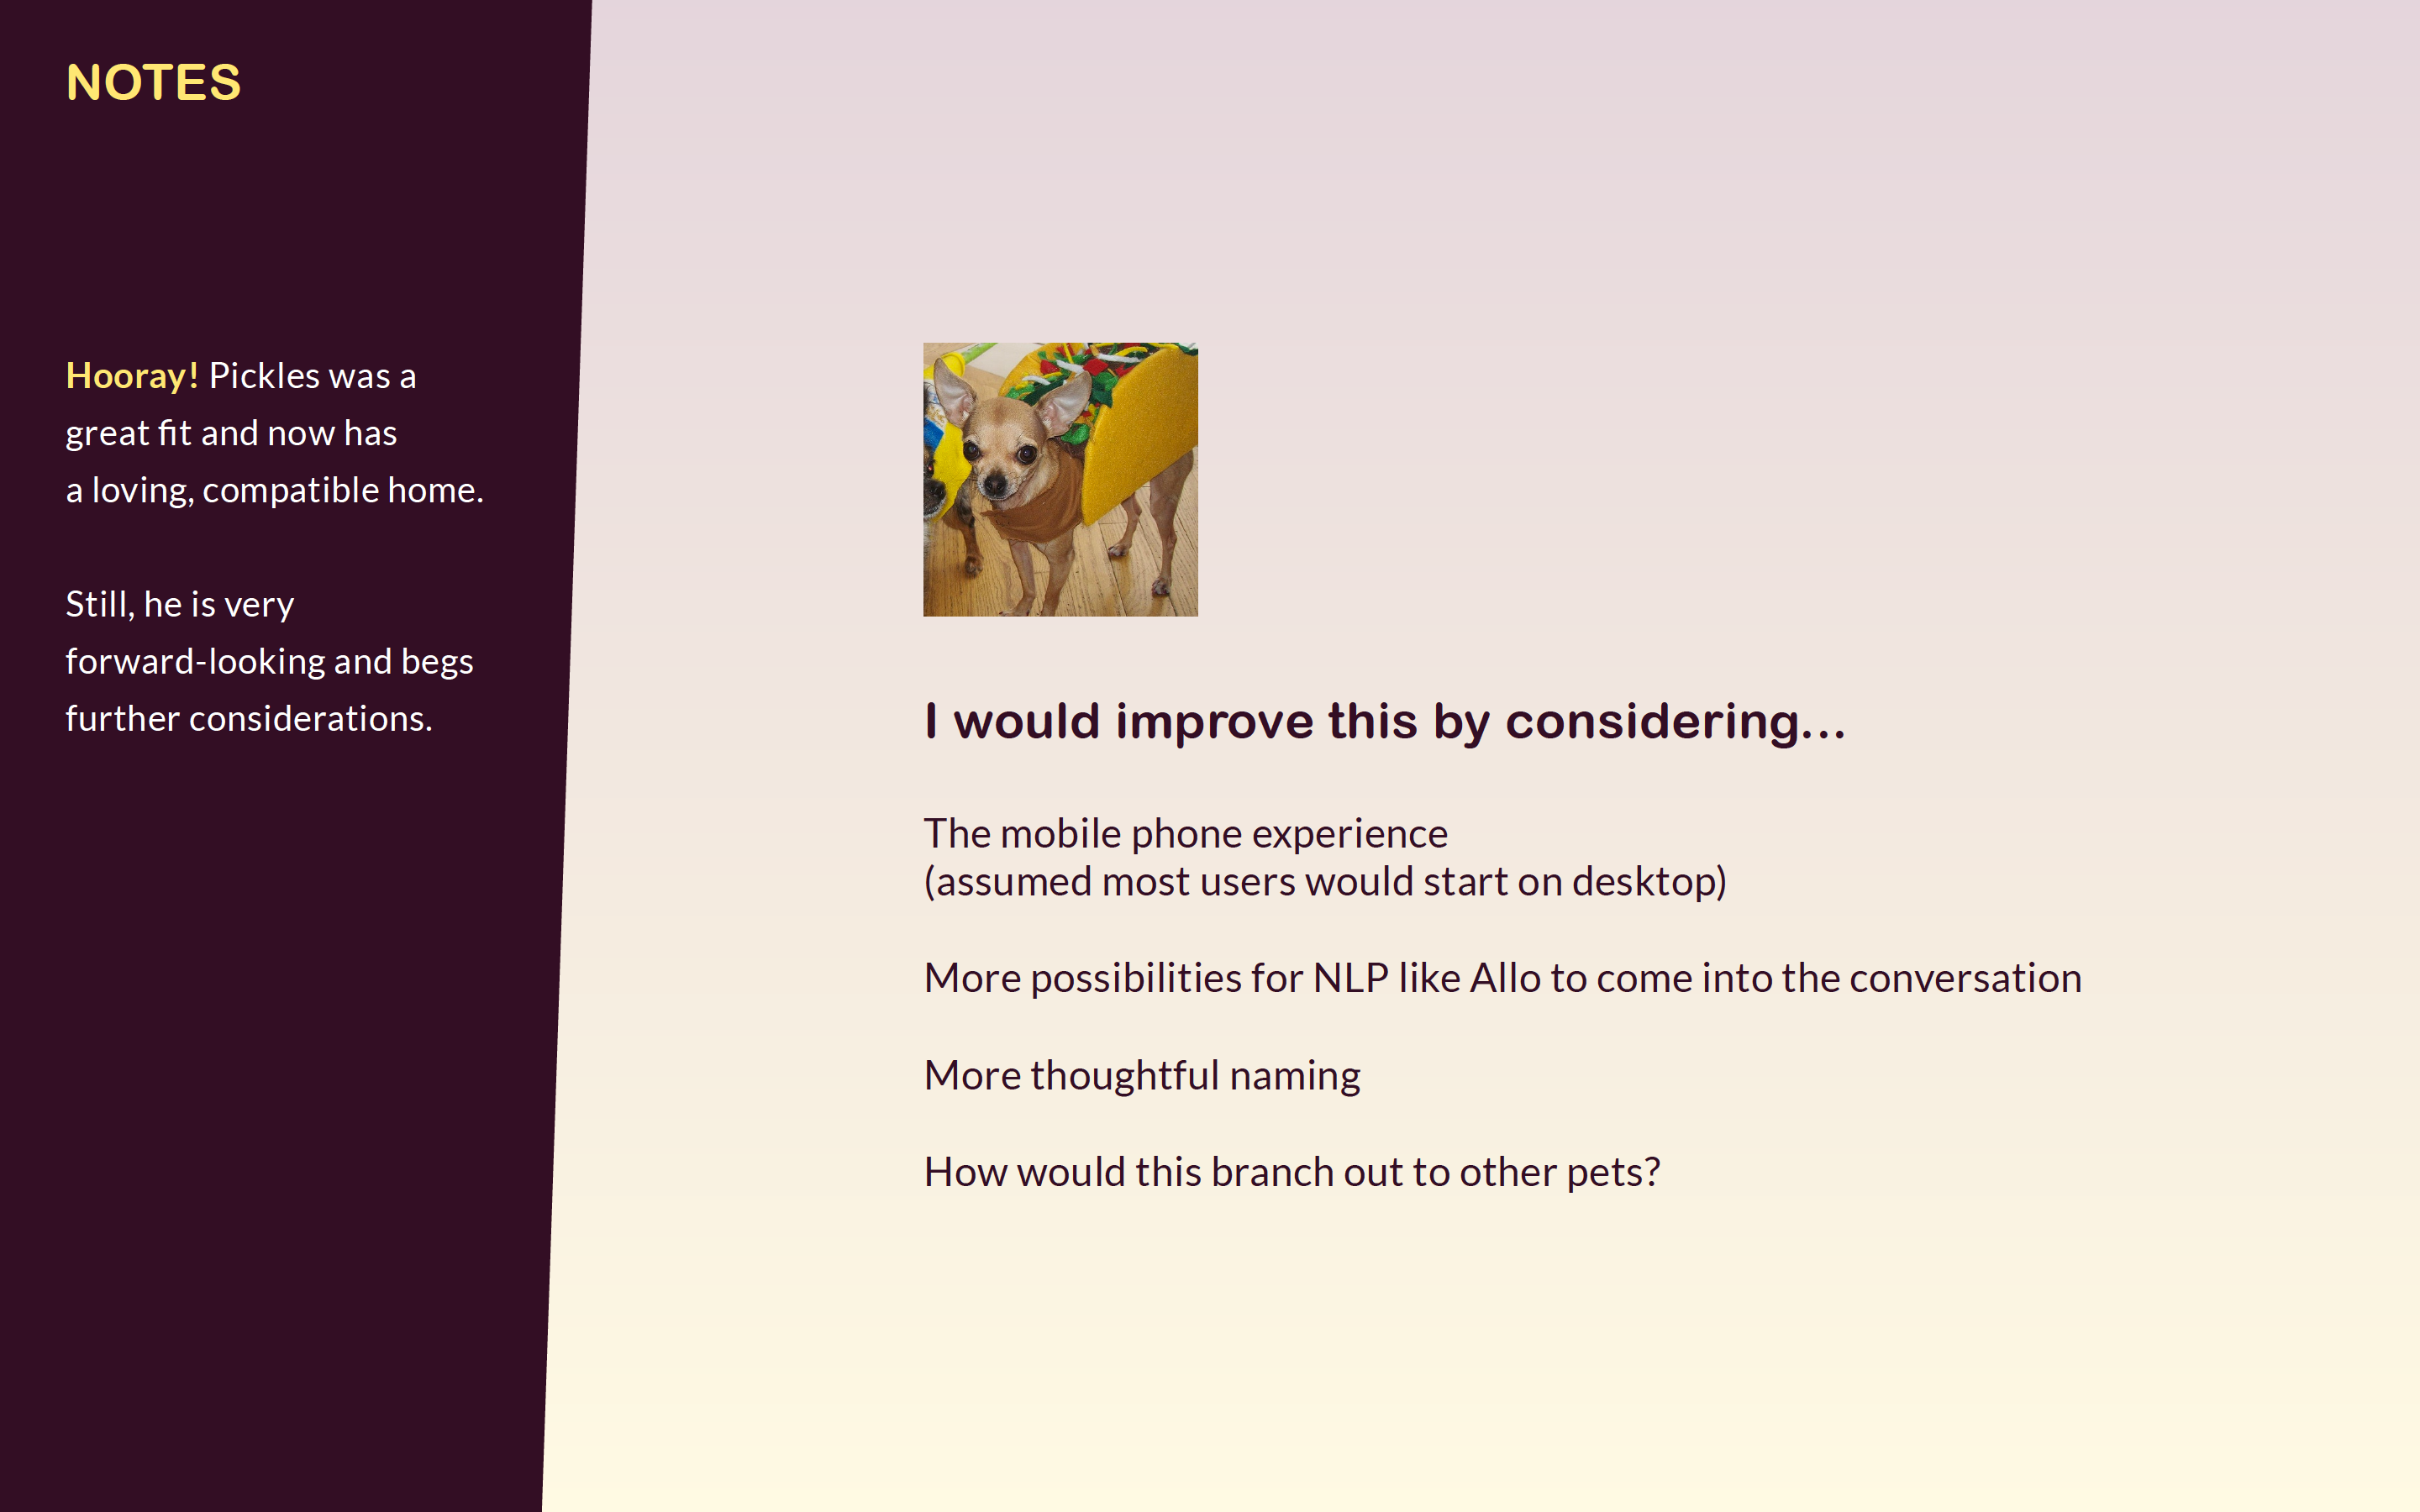 NOTES
Hooray! Pickles was a
great fit and now has
a loving, compatible home.
Still, he is very
forward-looking and begs
further considerations.
I would improve this by considering...
The mobile phone experience
(assumed most users would start on desktop)
More possibilities for NLP like Allo to come into the conversation
More thoughtful naming
How would this branch out to other pets?